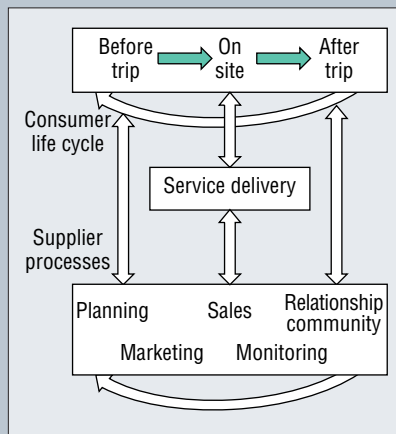 Before trip
On site
After trip
Consumer
life cycle
Service delivery
Supplier
processes
Planning
Sales
Relationship
community
Marketing
Monitoring